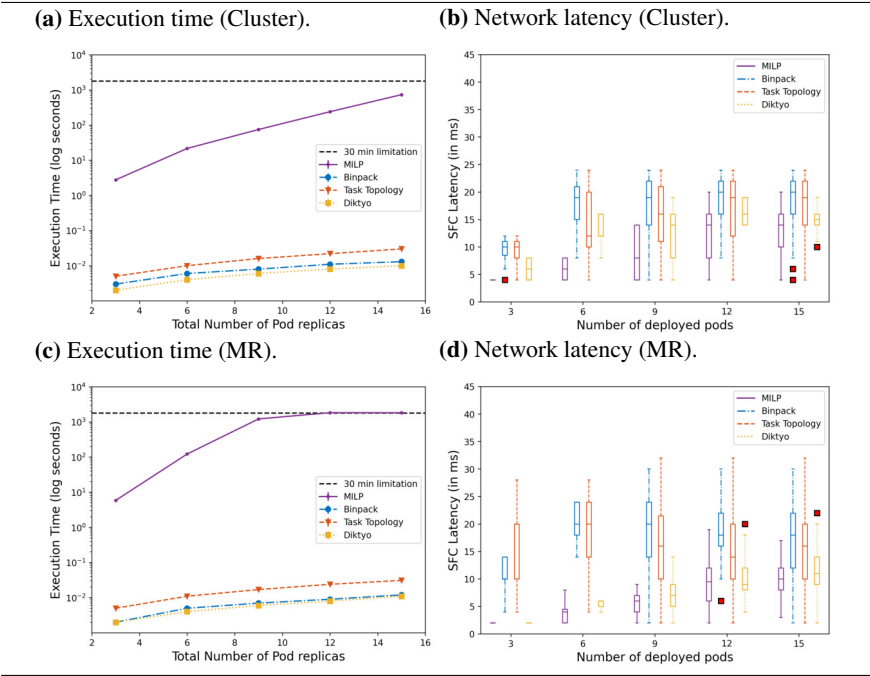 (a) Execution time (Cluster).
10^4
10^3
10^2
10^1
10^0
10^-1
10^-2
Execution Time (log seconds)
30 min limitation
MILP
Binpack
Task Topology
Diktyo
2 4 6 8 10 12 14 16
Total Number of Pod replicas
(b) Network latency (Cluster).
45
40
35
30
25
20
15
10
5
0
SFC Latency (in ms)
MILP
Binpack
Task Topology
Diktyo
3 6 9 12 15
Number of deployed pods
(c) Execution time (MR).
10^4
10^3
10^2
10^1
10^0
10^-1
10^-2
Execution Time (log seconds)
30 min limitation
MILP
Binpack
Task Topology
Diktyo
2 4 6 8 10 12 14 16
Total Number of Pod replicas
(d) Network latency (MR).
45
40
35
30
25
20
15
10
5
0
SFC Latency (in ms)
MILP
Binpack
Task Topology
Diktyo
3 6 9 12 15
Number of deployed pods